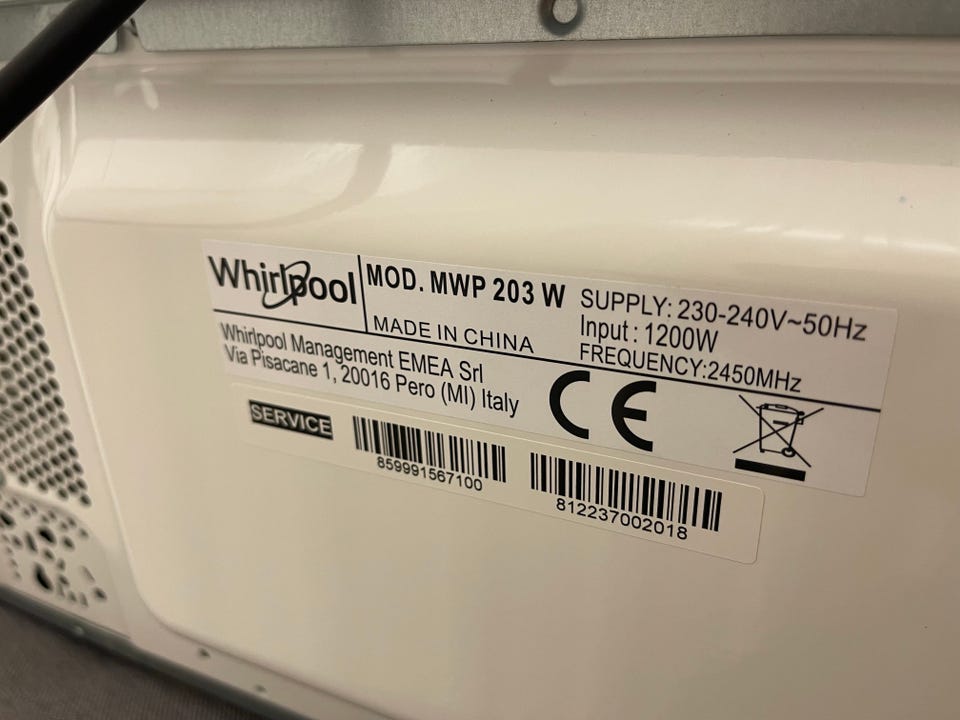 Whirlpool
MOD. MWP 203 W
MADE IN CHINA
SUPPLY: 230-240V~50Hz
Input : 1200W
FREQUENCY:2450MHz
Whirlpool Management EMEA Srl
Via Pisacane 1, 20016 Pero (MI) Italy
CE
SERVICE
859991567100
812237002018